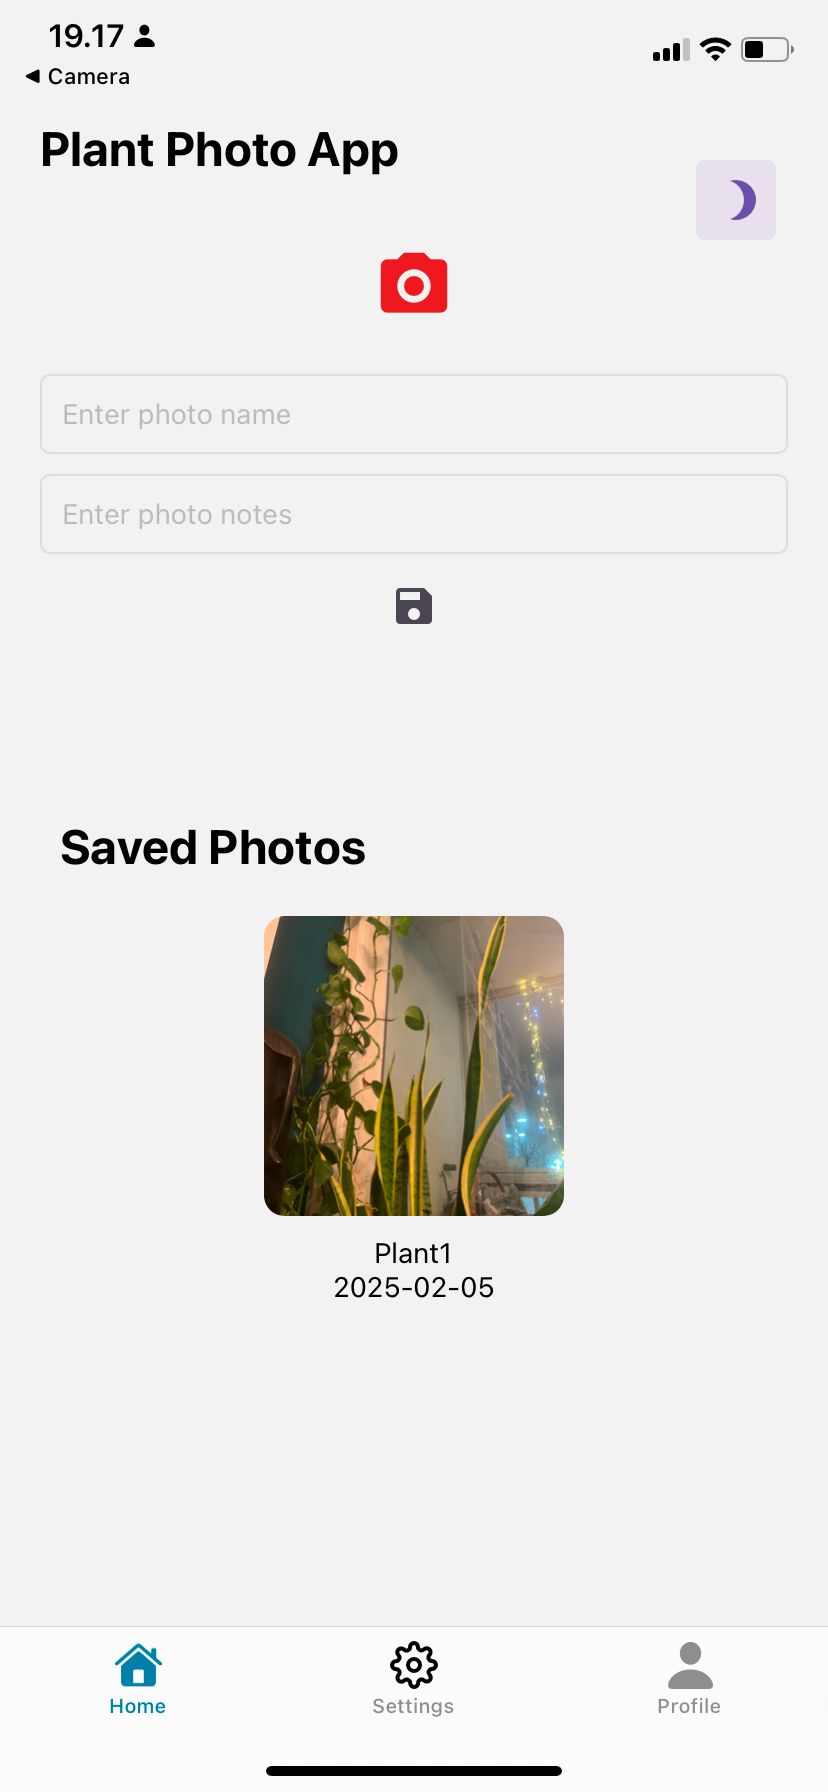 19.17
Camera
Plant Photo App
Enter photo name
Enter photo notes
Saved Photos
Plant1
2025-02-05
Home
Settings
Profile